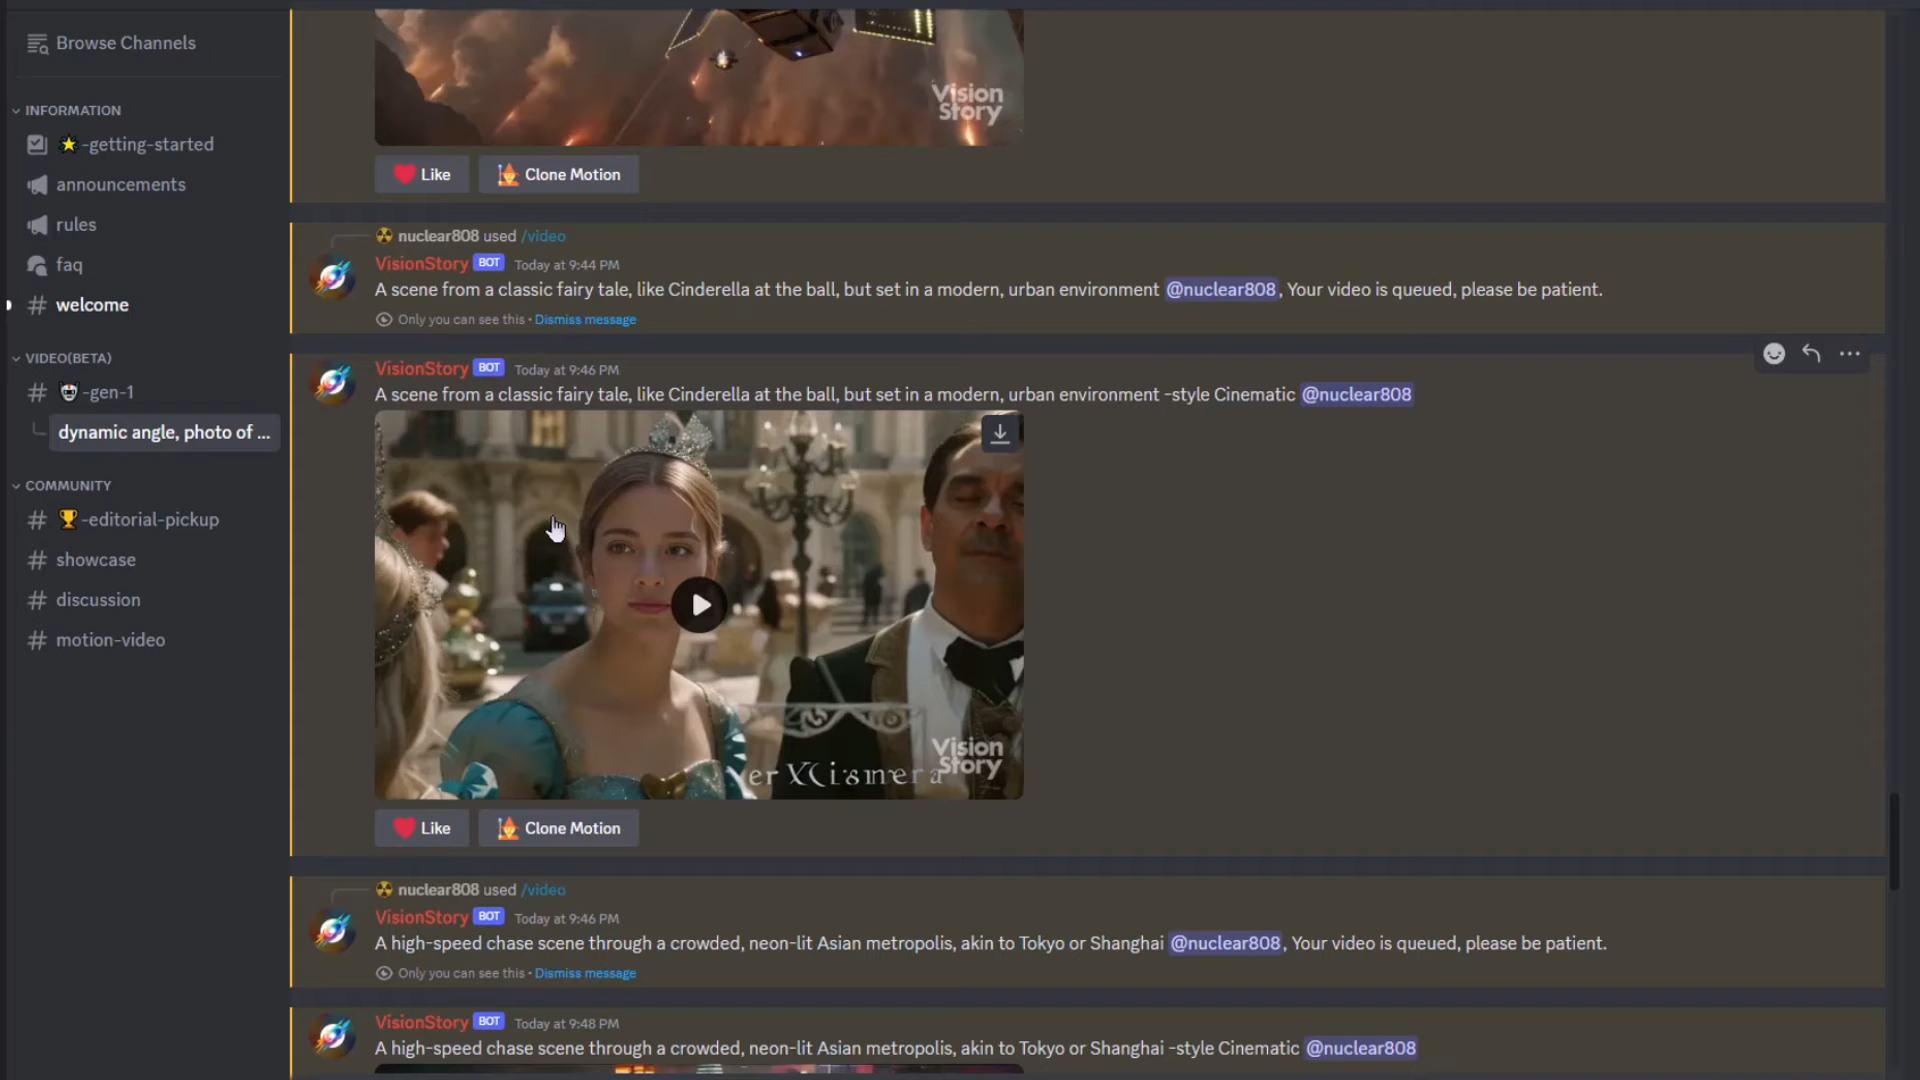 Browse Channels
INFORMATION
-getting-started
announcements
rules
faq
welcome
VIDEO(BETA)
-gen-1
dynamic angle, photo of ...
COMMUNITY
-editorial-pickup
showcase
discussion
motion-video
Vision
Story
Like
Clone Motion
nuclear808 used /video
VisionStory BOT Today at 9:44 PM
A scene from a classic fairy tale, like Cinderella at the ball, but set in a modern, urban environment @nuclear808, Your video is queued, please be patient.
Only you can see this • Dismiss message
VisionStory BOT Today at 9:46 PM
A scene from a classic fairy tale, like Cinderella at the ball, but set in a modern, urban environment -style Cinematic @nuclear808
Vision
Story
Like
Clone Motion
nuclear808 used /video
VisionStory BOT Today at 9:46 PM
A high-speed chase scene through a crowded, neon-lit Asian metropolis, akin to Tokyo or Shanghai @nuclear808, Your video is queued, please be patient.
Only you can see this • Dismiss message
VisionStory BOT Today at 9:48 PM
A high-speed chase scene through a crowded, neon-lit Asian metropolis, akin to Tokyo or Shanghai -style Cinematic @nuclear808